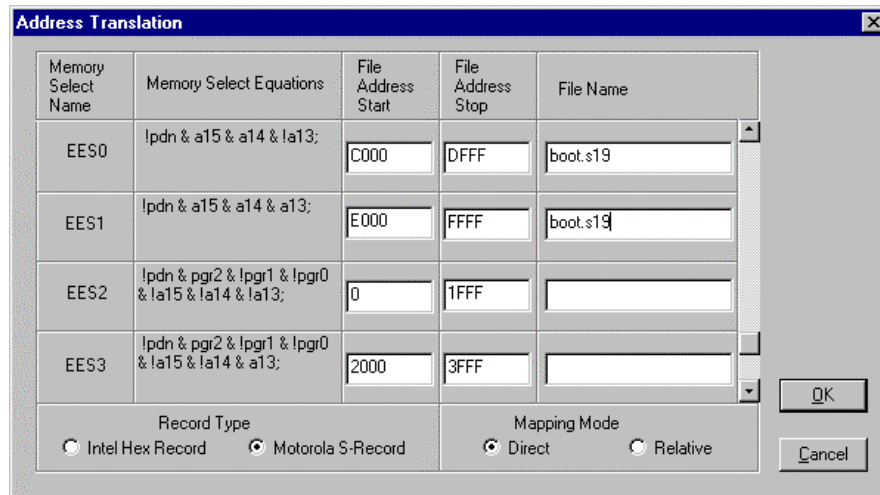 Address Translation
Memory
Select
Name
Memory Select Equations
File
Address
Start
File
Address
Stop
File Name
EES0
!pdn & a15 & a14 & !a13;
C000
DFFF
boot.s19
EES1
!pdn & a15 & a14 & a13;
E000
FFFF
boot.s19
EES2
!pdn & pgr2 & !pgr1 & !pgr0
& !a15 & !a14 & !a13;
0
1FFF
EES3
!pdn & pgr2 & !pgr1 & !pgr0
& !a15 & !a14 & a13;
2000
3FFF
Record Type
Intel Hex Record
Motorola S-Record
Mapping Mode
Direct
Relative
OK
Cancel